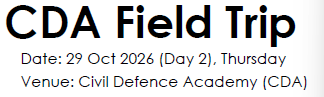 CDA Field Trip
Date: 29 Oct 2026 (Day 2), Thursday
Venue: Civil Defence Academy (CDA)